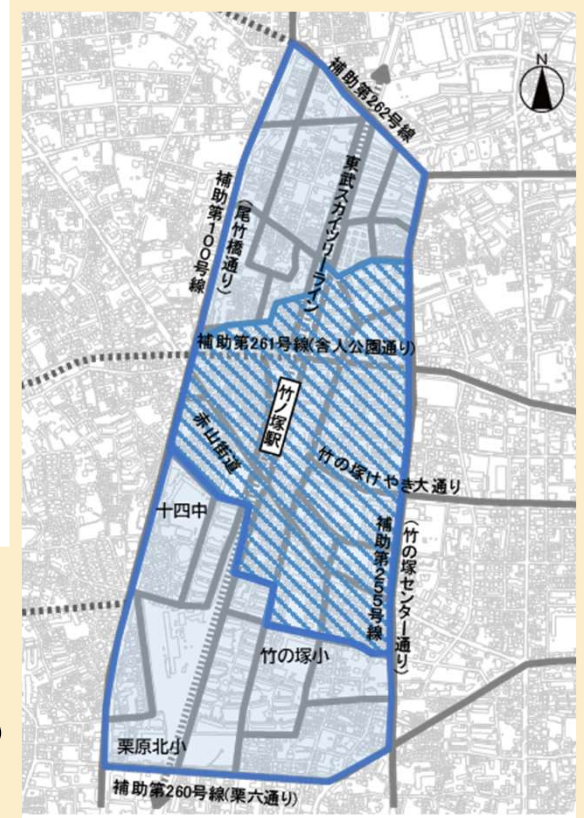 N
補助第262号線
東武スカイツリーライン
(尾竹橋通り)
補助第100号線
補助第261号線(舎人公園通り)
竹ノ塚駅
赤山街道
竹の塚けやき大通り
十四中
補助第255号線
(竹の塚センター通り)
竹の塚小
栗原北小
補助第260号線(栗六通り)
)